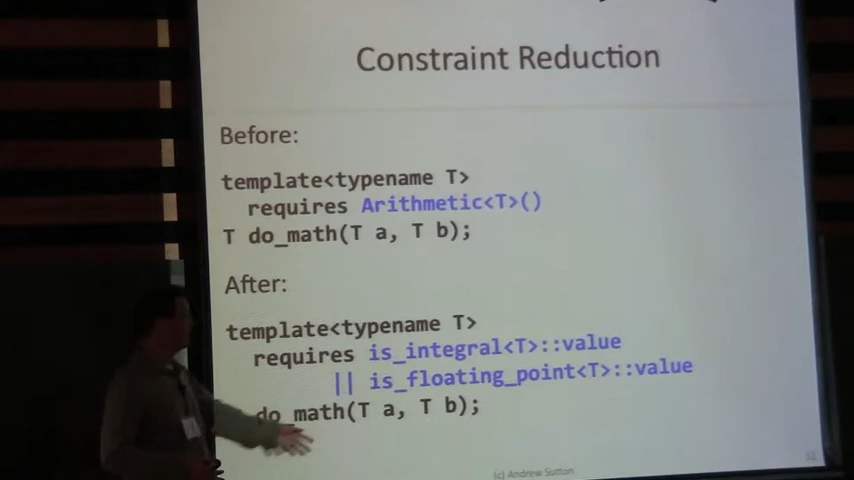 Constraint Reduction
Before:
template<typename T>
requires Arithmetic<T>()
T do_math(T a, T b);
After:
template<typename T>
requires is_integral<T>::value
|| is_floating_point<T>::value
do_math(T a, T b);
(c) Andrew Sutton